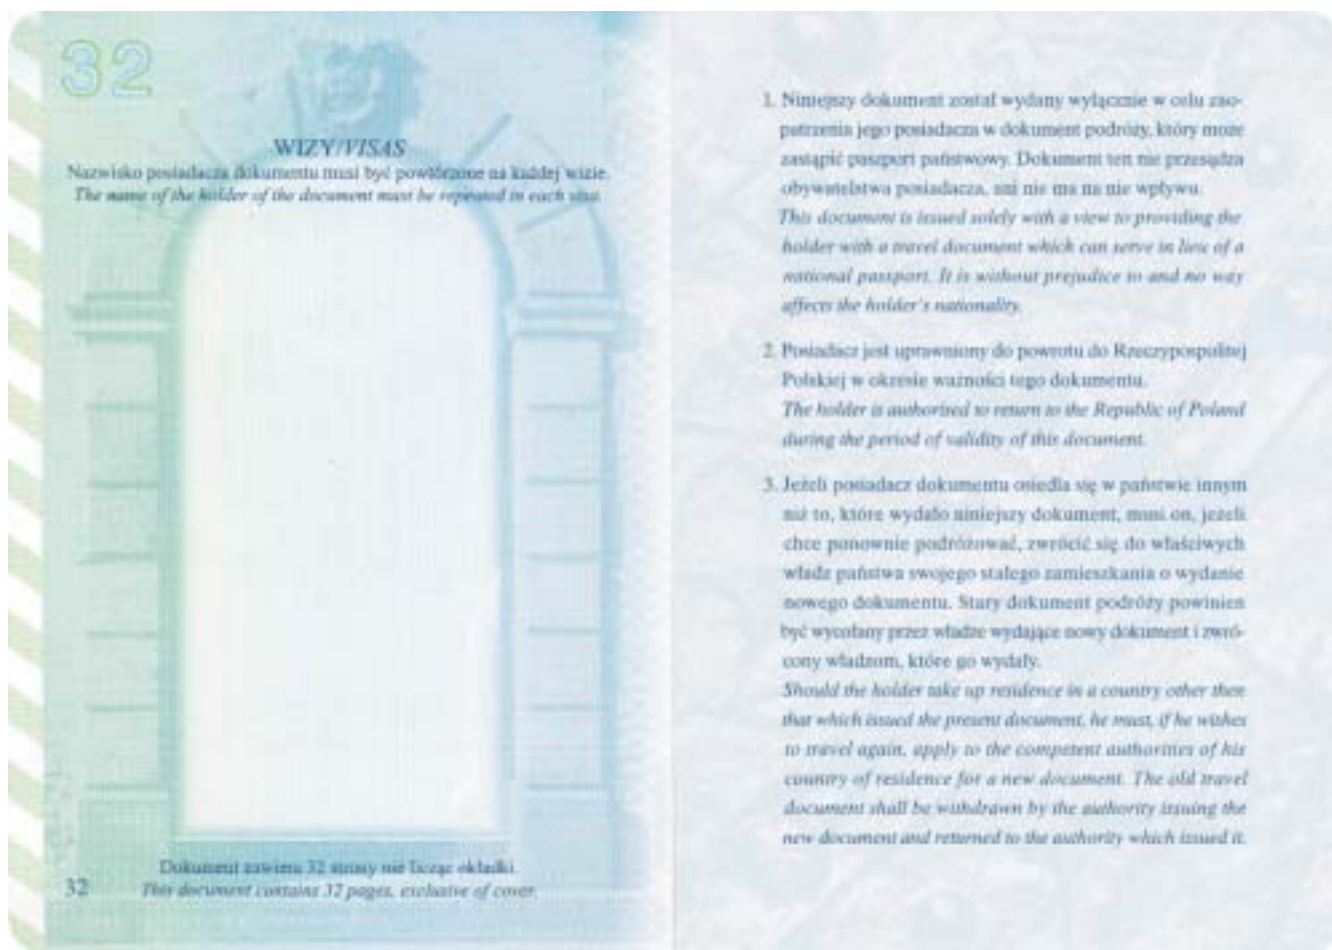 32
WIZY/VISAS
Nazwisko posiadacza dokumentu musi być powtórzone na każdej wizie.
The name of the holder of the document must be repeated in each visa.
Dokument zawiera 32 strony nie licząc okładki.
32
This document contains 32 pages, exclusive of cover.
1. Niniejszy dokument został wydany wyłącznie w celu zao-
patrzenia jego posiadacza w dokument podróży, który może
zastąpić paszport państwowy. Dokument ten nie przesądza
obywatelstwa posiadacza, ani nie ma na nie wpływu.
This document is issued solely with a view to providing the
holder with a travel document which can serve in lieu of a
national passport. It is without prejudice to and no way
affects the holder's nationality.
2. Posiadacz jest uprawniony do powrotu do Rzeczypospolitej
Polskiej w okresie ważności tego dokumentu.
The holder is authorised to return to the Republic of Poland
during the period of validity of this document.
3. Jeżeli posiadacz dokumentu osiedla się w państwie innym
niż to, które wydało niniejszy dokument, musi on, jeżeli
chce ponownie podróżować, zwrócić się do właściwych
władz państwa swojego stałego zamieszkania o wydanie
nowego dokumentu. Stary dokument podróży powinien
być wycofany przez władze wydające nowy dokument i zwró-
cony władzom, które go wydały.
Should the holder take up residence in a country other then
that which issued the present document, he must, if he wishes
to travel again, apply to the competent authorities of his
country of residence for a new document. The old travel
document shall be withdrawn by the authority issuing the
new document and returned to the authority which issued it.